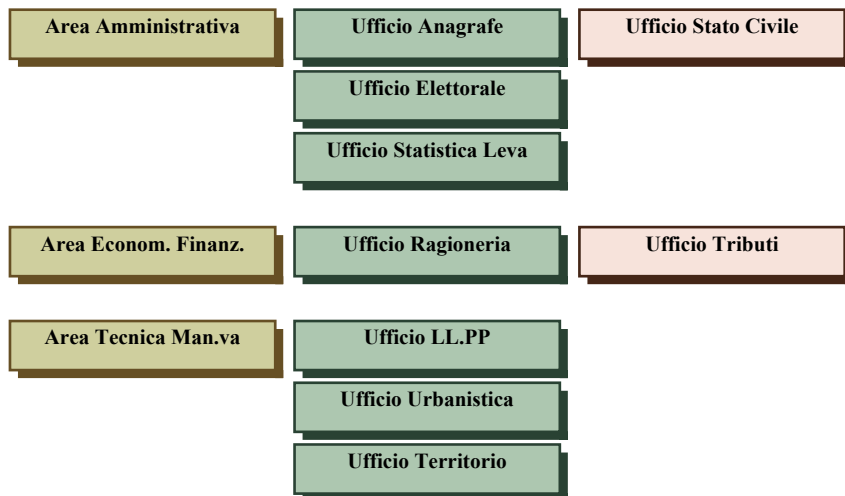 Area Amministrativa
Ufficio Anagrafe
Ufficio Stato Civile
Ufficio Elettorale
Ufficio Statistica Leva
Area Econom. Finanz.
Ufficio Ragioneria
Ufficio Tributi
Area Tecnica Man.va
Ufficio LL.PP
Ufficio Urbanistica
Ufficio Territorio